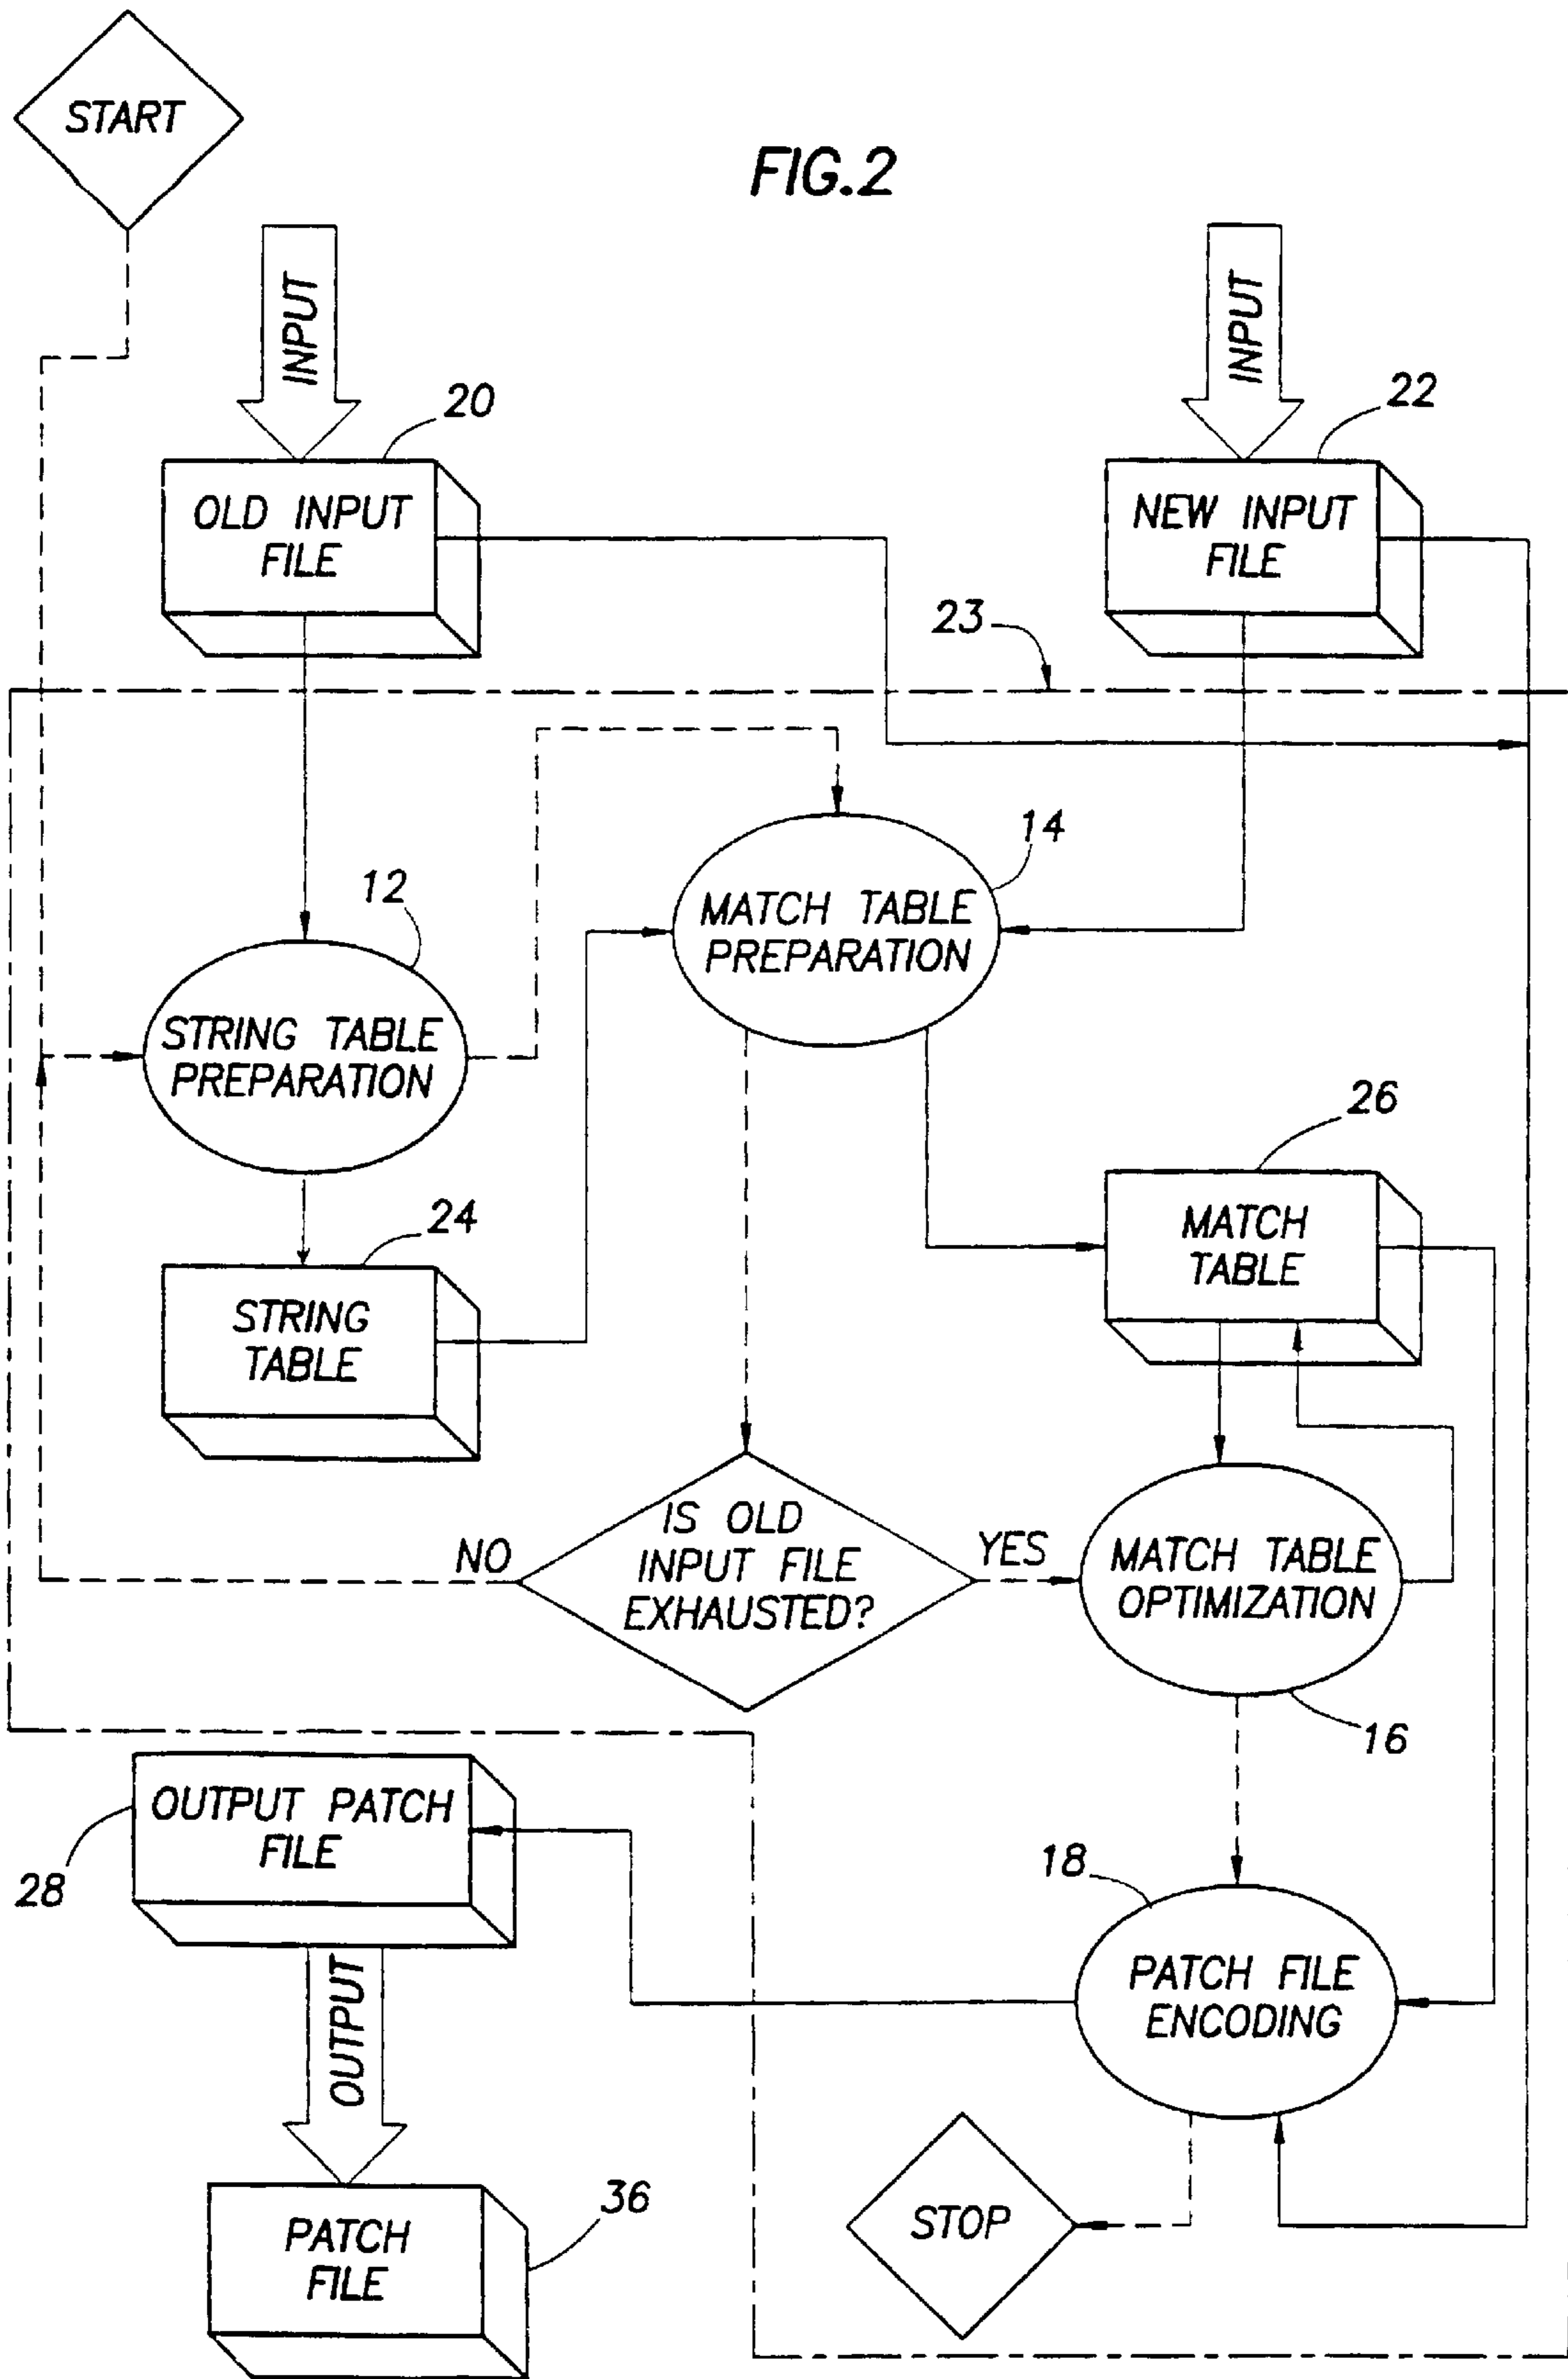 START
FIG.2
INPUT
INPUT
20
22
OLD INPUT
FILE
NEW INPUT
FILE
23
14
12
MATCH TABLE
PREPARATION
STRING TABLE
PREPARATION
26
24
MATCH
TABLE
STRING
TABLE
NO
IS OLD
INPUT FILE
EXHAUSTED?
YES
MATCH TABLE
OPTIMIZATION
16
OUTPUT PATCH
FILE
28
18
PATCH FILE
ENCODING
OUTPUT
36
STOP
PATCH
FILE